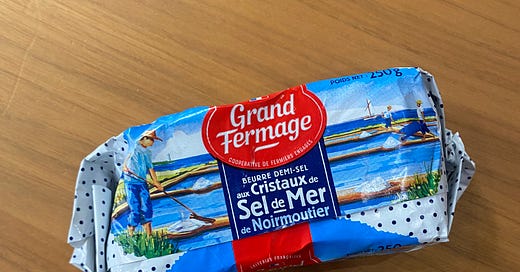 POIDS NET : 250g
Grand
Fermage
COOPÉRATIVE DE FERMIERS ENGAGÉS
BEURRE DEMI-SEL
aux Cristaux de
Sel de Mer
de Noirmoutier
250